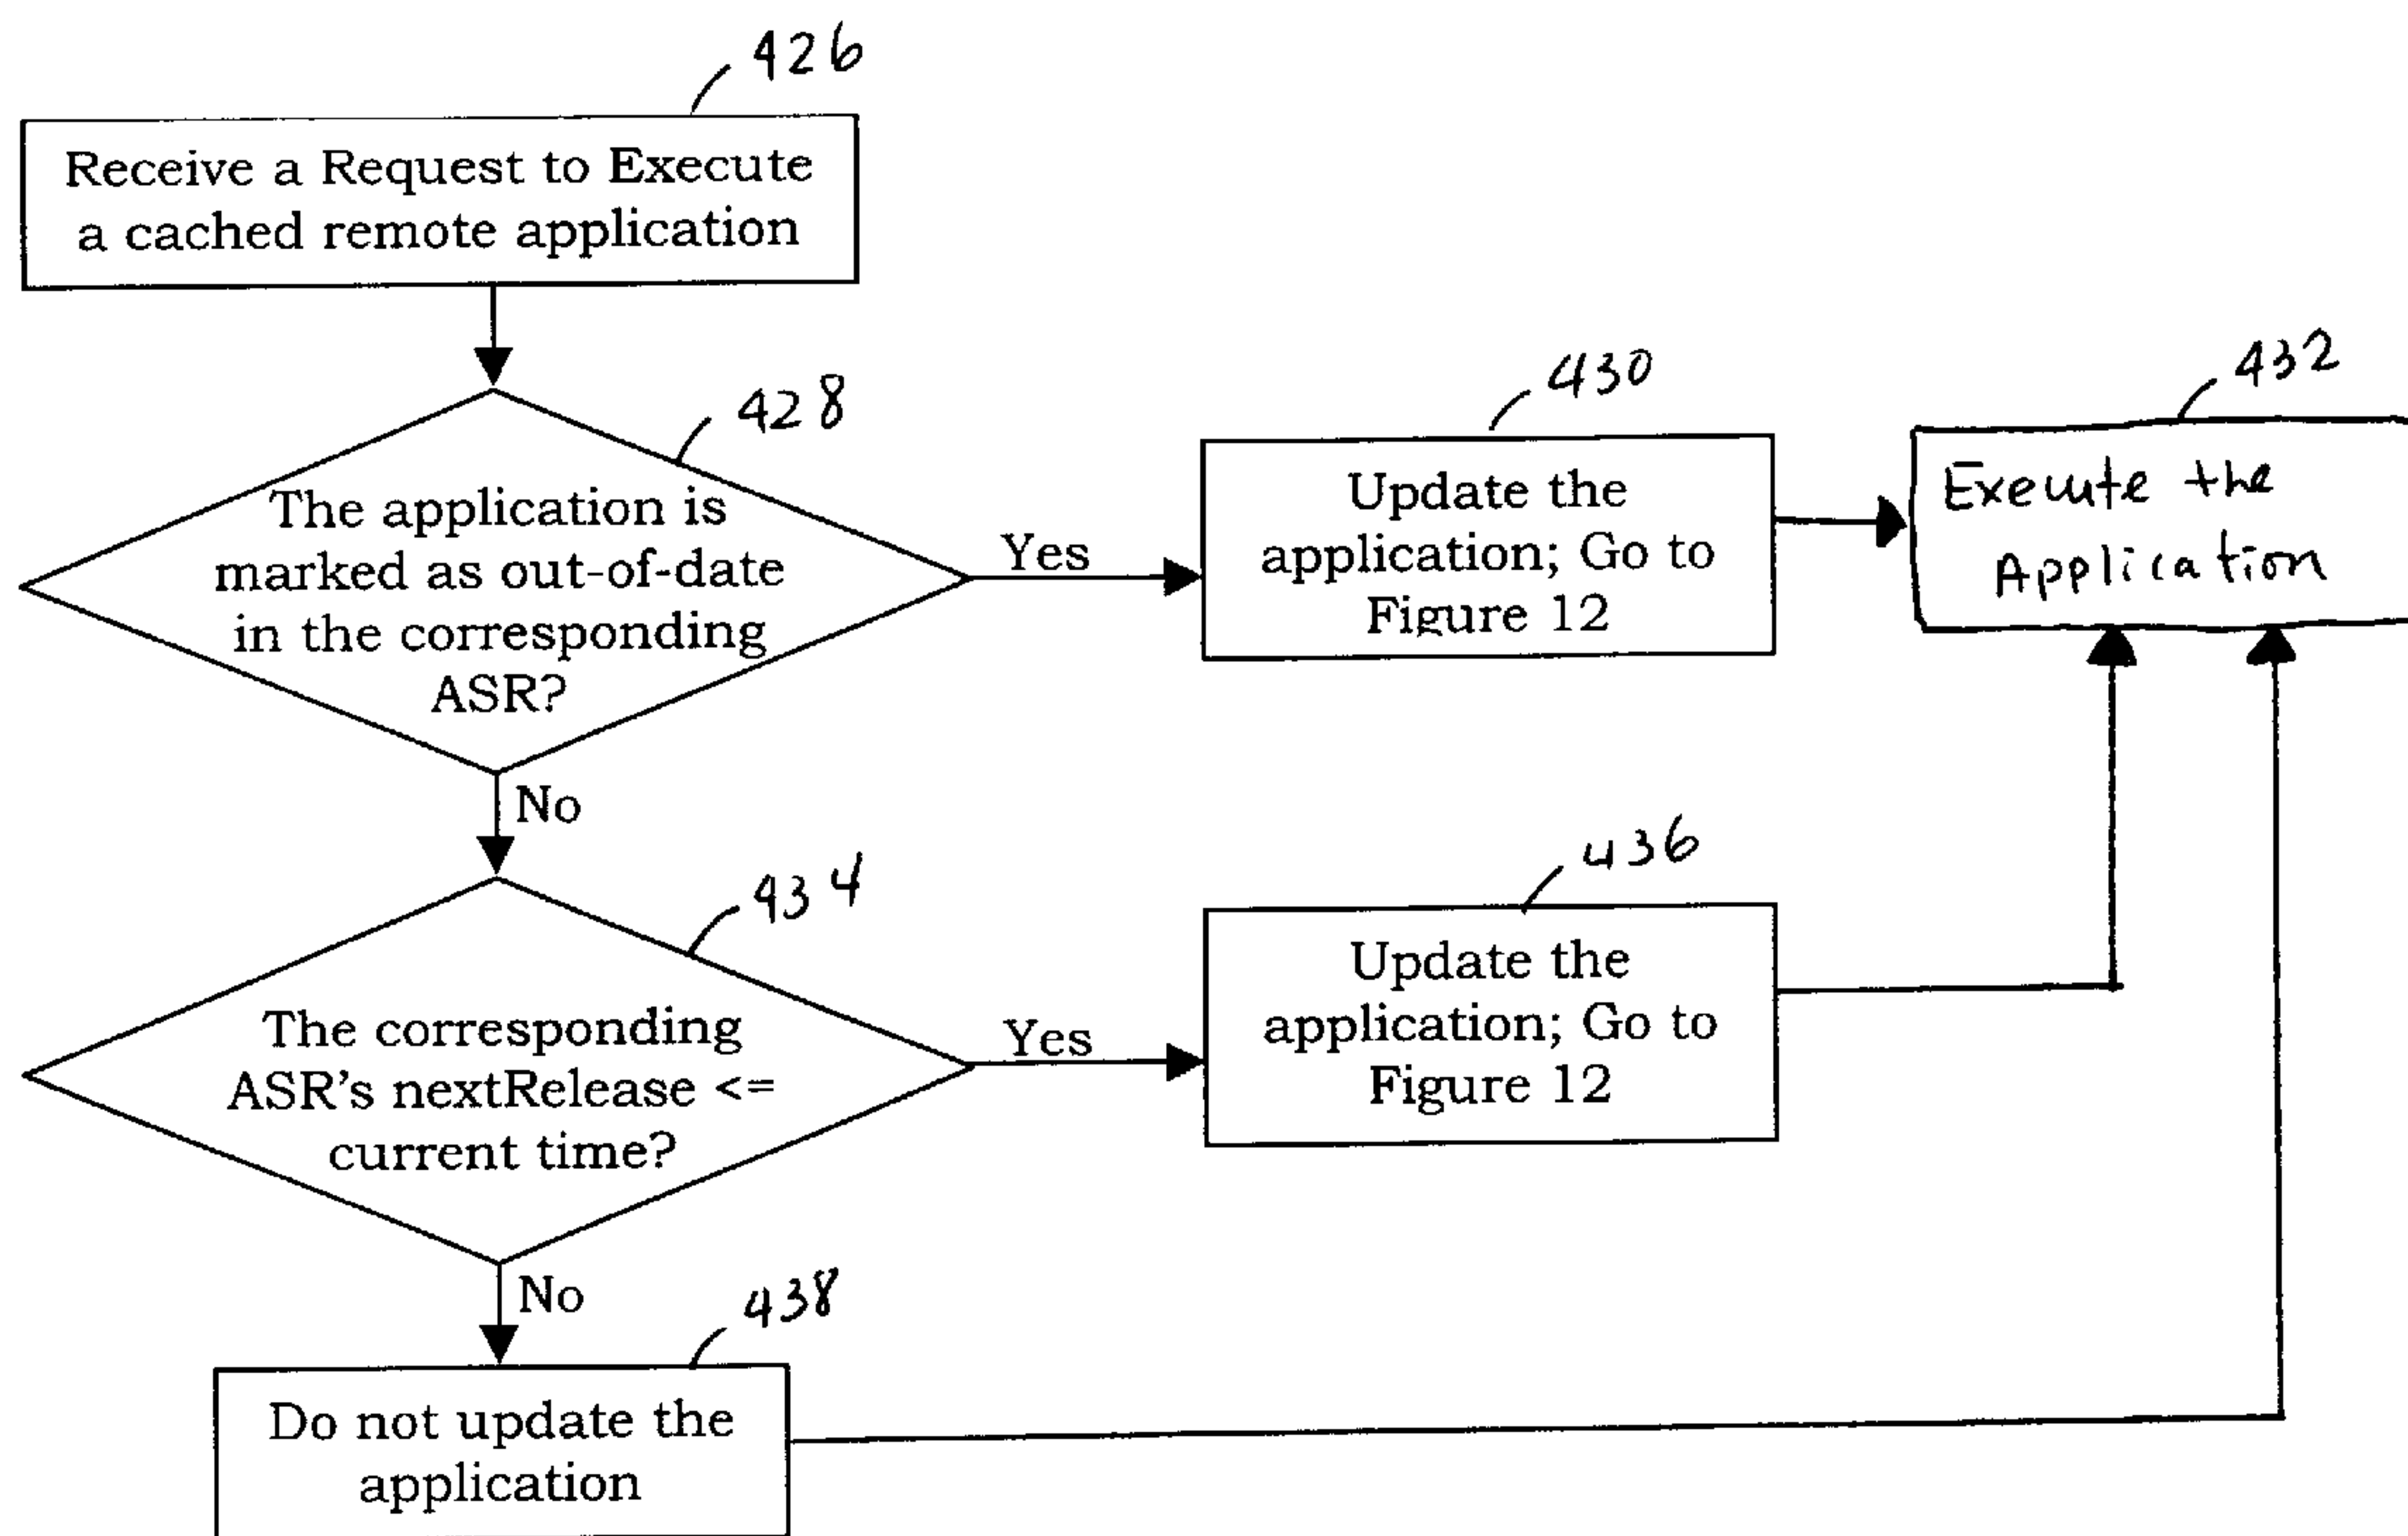 426
Receive a Request to Execute
a cached remote application
428
The application is
marked as out-of-date
in the corresponding
ASR?
Yes
430
Update the
application; Go to
Figure 12
432
Execute the
Application
No
434
The corresponding
ASR's nextRelease <=
current time?
Yes
436
Update the
application; Go to
Figure 12
No
438
Do not update the
application